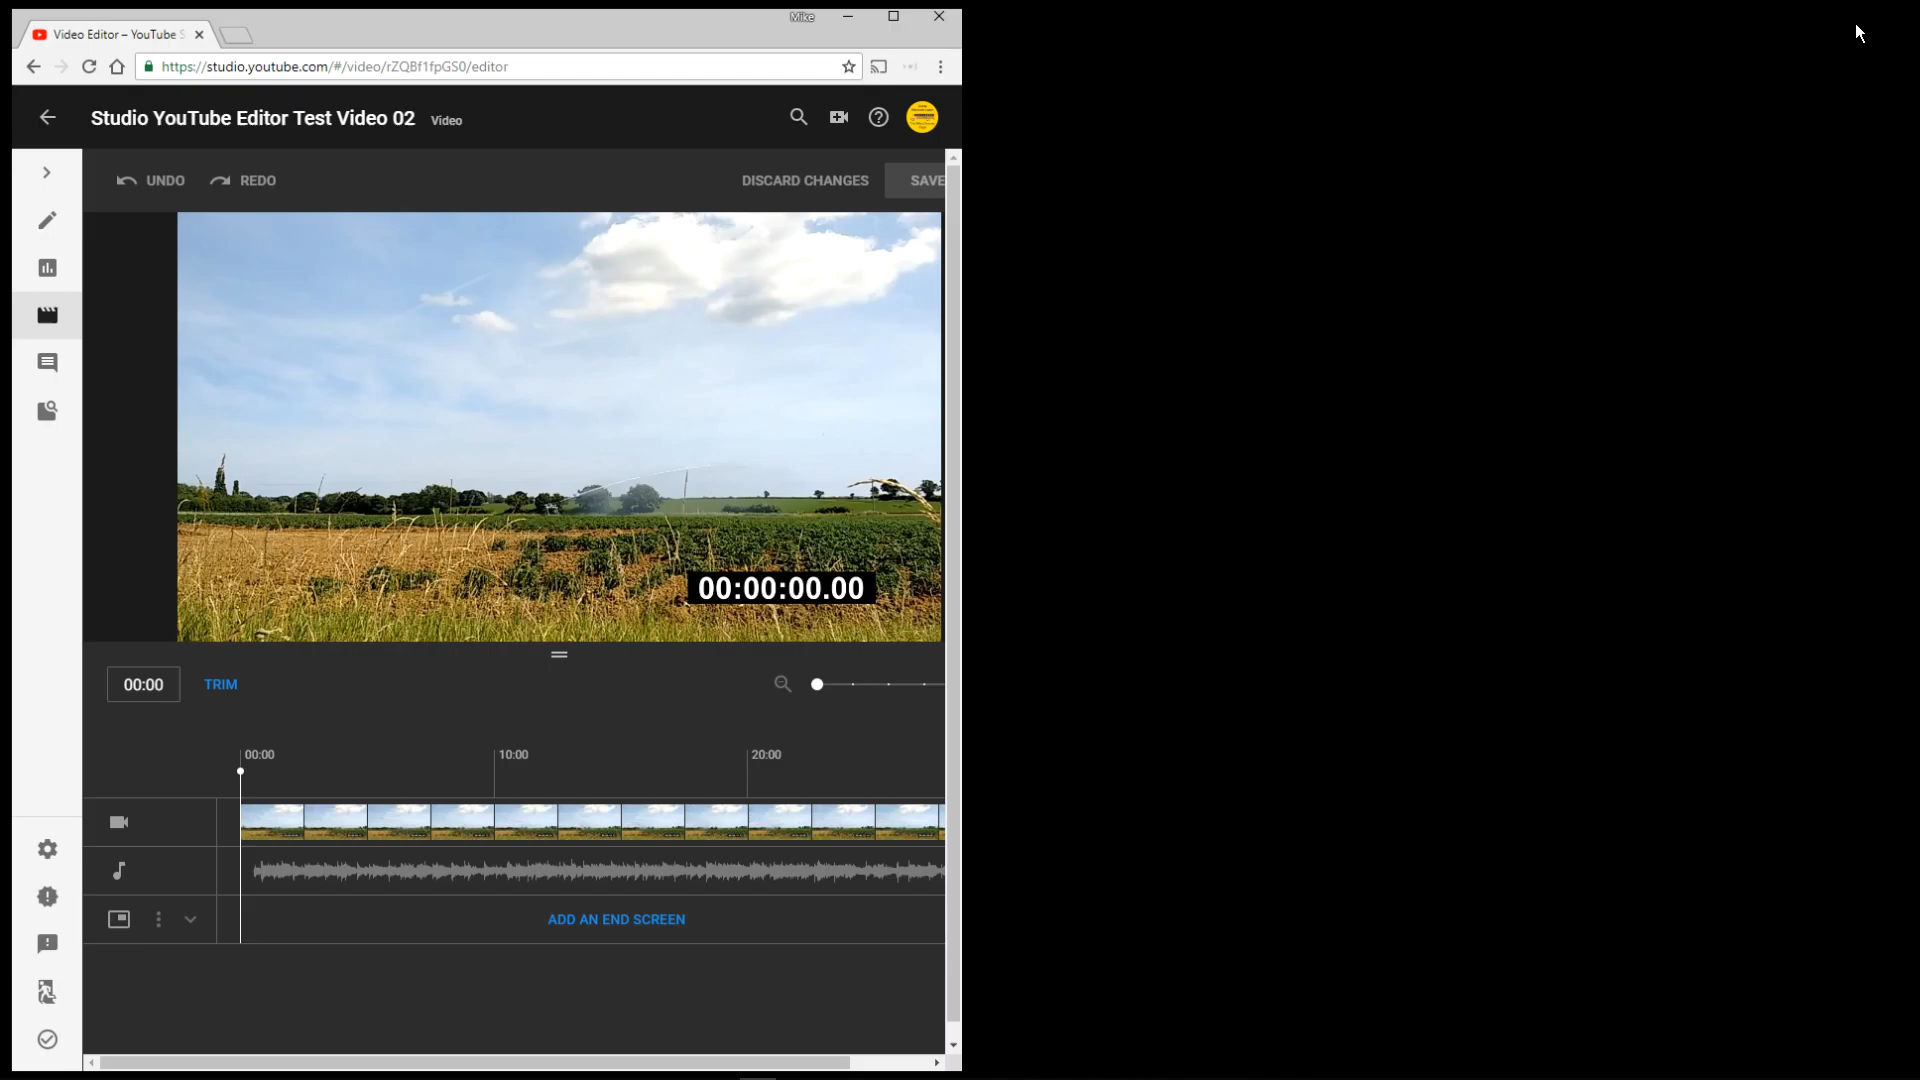 Mike
Video Editor – YouTube S
https://studio.youtube.com/#/video/rZQBf1fpGS0/editor
Studio YouTube Editor Test Video 02 Video
UNDO REDO DISCARD CHANGES SAVE
00:00:00.00
00:00 TRIM
00:00 10:00 20:00
ADD AN END SCREEN